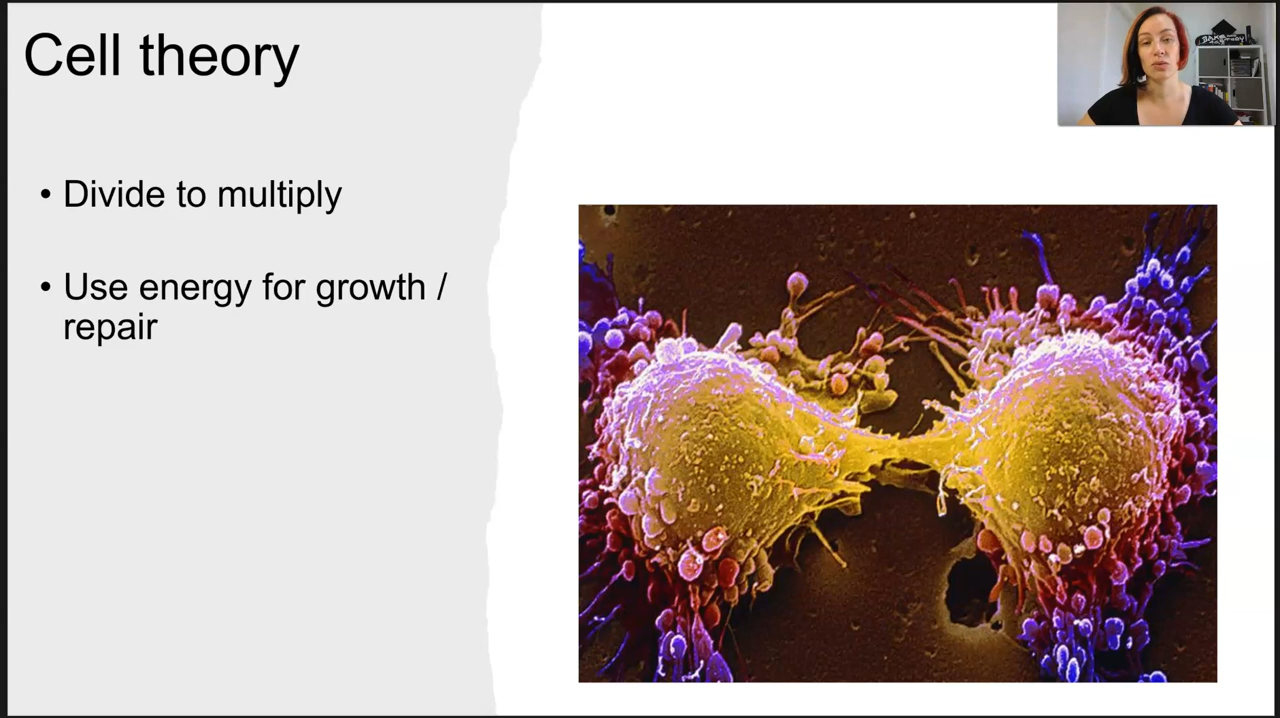 Cell theory
• Divide to multiply
• Use energy for growth /
repair